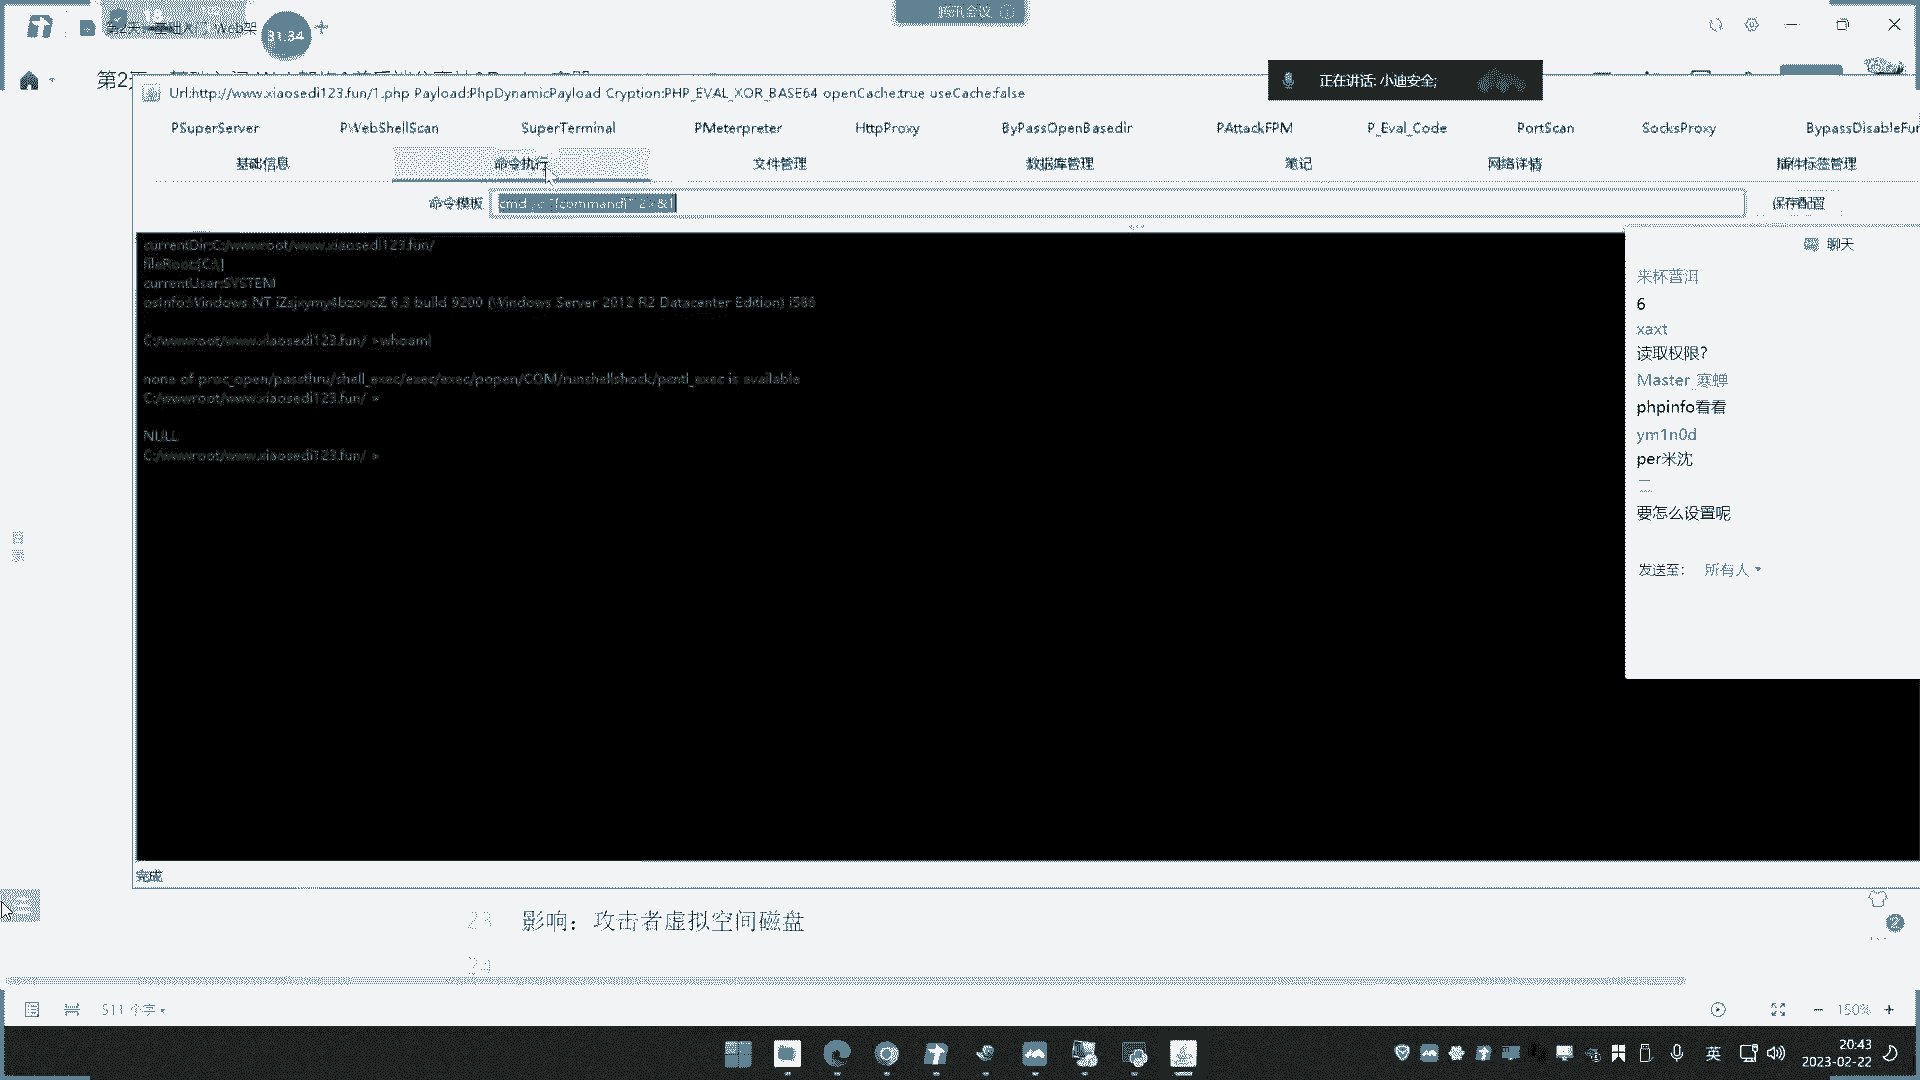 腾讯会议
Web架
31:34
第2
正在讲话: 小迪安全;
Url:http://www.xiaosedi123.fun/1.php Payload:PhpDynamicPayload Cryption:PHP_EVAL_XOR_BASE64 openCache:true useCache:false
PSuperServer PWebShellScan SuperTerminal PMeterpreter HttpProxy ByPassOpenBasedir PAttackFPM P_Eval_Code PortScan SocksProxy BypassDisableFun
基础信息 命令执行 文件管理 数据库管理 笔记 网络详情 插件标签管理
命令模板 cmd /c "{command}" 2>&1 保存配置
currentDir:C:/wwwroot/www.xiaosedi123.fun/
fileRoot:[C:\]
currentUser:SYSTEM
osInfo:Windows NT iZsjxymy4bzovoZ 6.3 build 9200 (Windows Server 2012 R2 Datacenter Edition) i586
C:/wwwroot/www.xiaosedi123.fun/ >whoami
none of proc_open/passthru/shell_exec/exec/exec/popen/COM/runshellshock/pcntl_exec is available
C:/wwwroot/www.xiaosedi123.fun/ >
NULL
C:/wwwroot/www.xiaosedi123.fun/ >
聊天
来杯普洱
6
xaxt
读取权限?
Master 寒蝉
phpinfo看看
ym1n0d
per米沈
二
要怎么设置呢
发送至: 所有人
目录
完成
23 影响：攻击者虚拟空间磁盘
24
2
511 个字
150%
英
20:43
2023-02-22